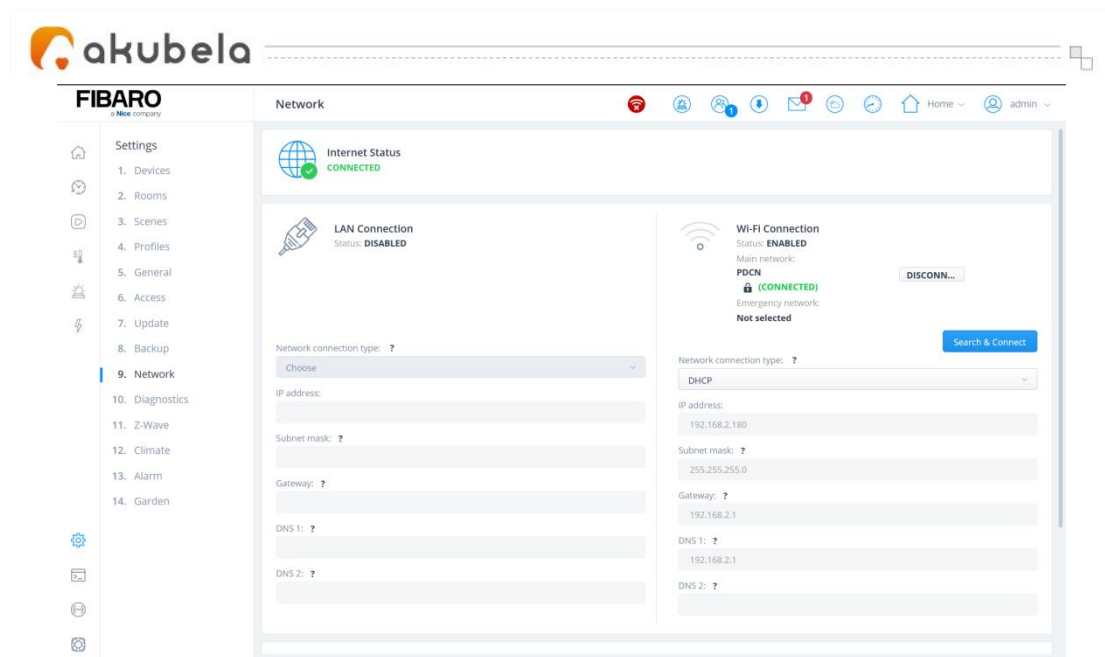 akubela
FIBARO
a Nice company
Network
1
1
Home
admin
Settings
1. Devices
2. Rooms
3. Scenes
4. Profiles
5. General
6. Access
7. Update
8. Backup
9. Network
10. Diagnostics
11. Z-Wave
12. Climate
13. Alarm
14. Garden
Internet Status
CONNECTED
LAN Connection
Status: DISABLED
Network connection type: ?
Choose
IP address:
Subnet mask: ?
Gateway: ?
DNS 1: ?
DNS 2: ?
Wi-Fi Connection
Status: ENABLED
Main network:
PDCN
DISCONN...
(CONNECTED)
Emergency network:
Not selected
Search & Connect
Network connection type: ?
DHCP
IP address:
192.168.2.180
Subnet mask: ?
255.255.255.0
Gateway: ?
192.168.2.1
DNS 1: ?
192.168.2.1
DNS 2: ?